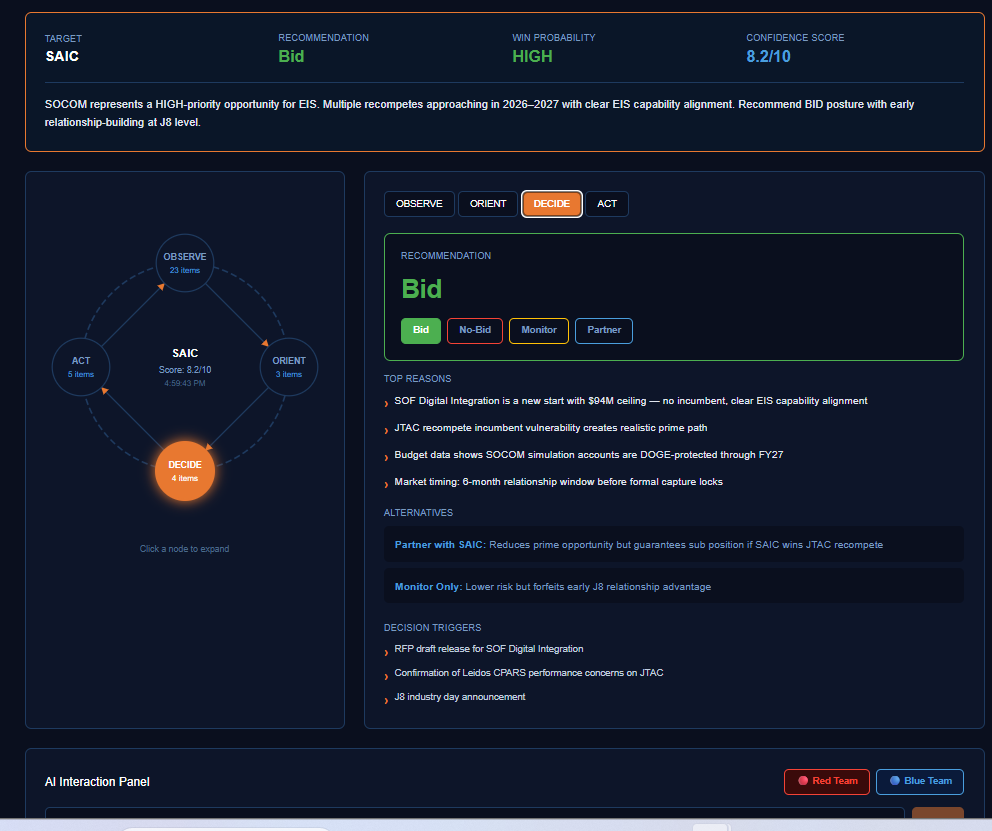 TARGET
SAIC
RECOMMENDATION
Bid
WIN PROBABILITY
HIGH
CONFIDENCE SCORE
8.2/10
SOCOM represents a HIGH-priority opportunity for EIS. Multiple recompetes approaching in 2026–2027 with clear EIS capability alignment. Recommend BID posture with early
relationship-building at J8 level.
OBSERVE
23 items
ACT
5 items
SAIC
Score: 8.2/10
4:59:43 PM
ORIENT
3 items
DECIDE
4 items
Click a node to expand
OBSERVE
ORIENT
DECIDE
ACT
RECOMMENDATION
Bid
Bid
No-Bid
Monitor
Partner
TOP REASONS
› SOF Digital Integration is a new start with $94M ceiling — no incumbent, clear EIS capability alignment
› JTAC recompete incumbent vulnerability creates realistic prime path
› Budget data shows SOCOM simulation accounts are DOGE-protected through FY27
› Market timing: 6-month relationship window before formal capture locks
ALTERNATIVES
Partner with SAIC: Reduces prime opportunity but guarantees sub position if SAIC wins JTAC recompete
Monitor Only: Lower risk but forfeits early J8 relationship advantage
DECISION TRIGGERS
› RFP draft release for SOF Digital Integration
› Confirmation of Leidos CPARS performance concerns on JTAC
› J8 industry day announcement
AI Interaction Panel
Red Team
Blue Team